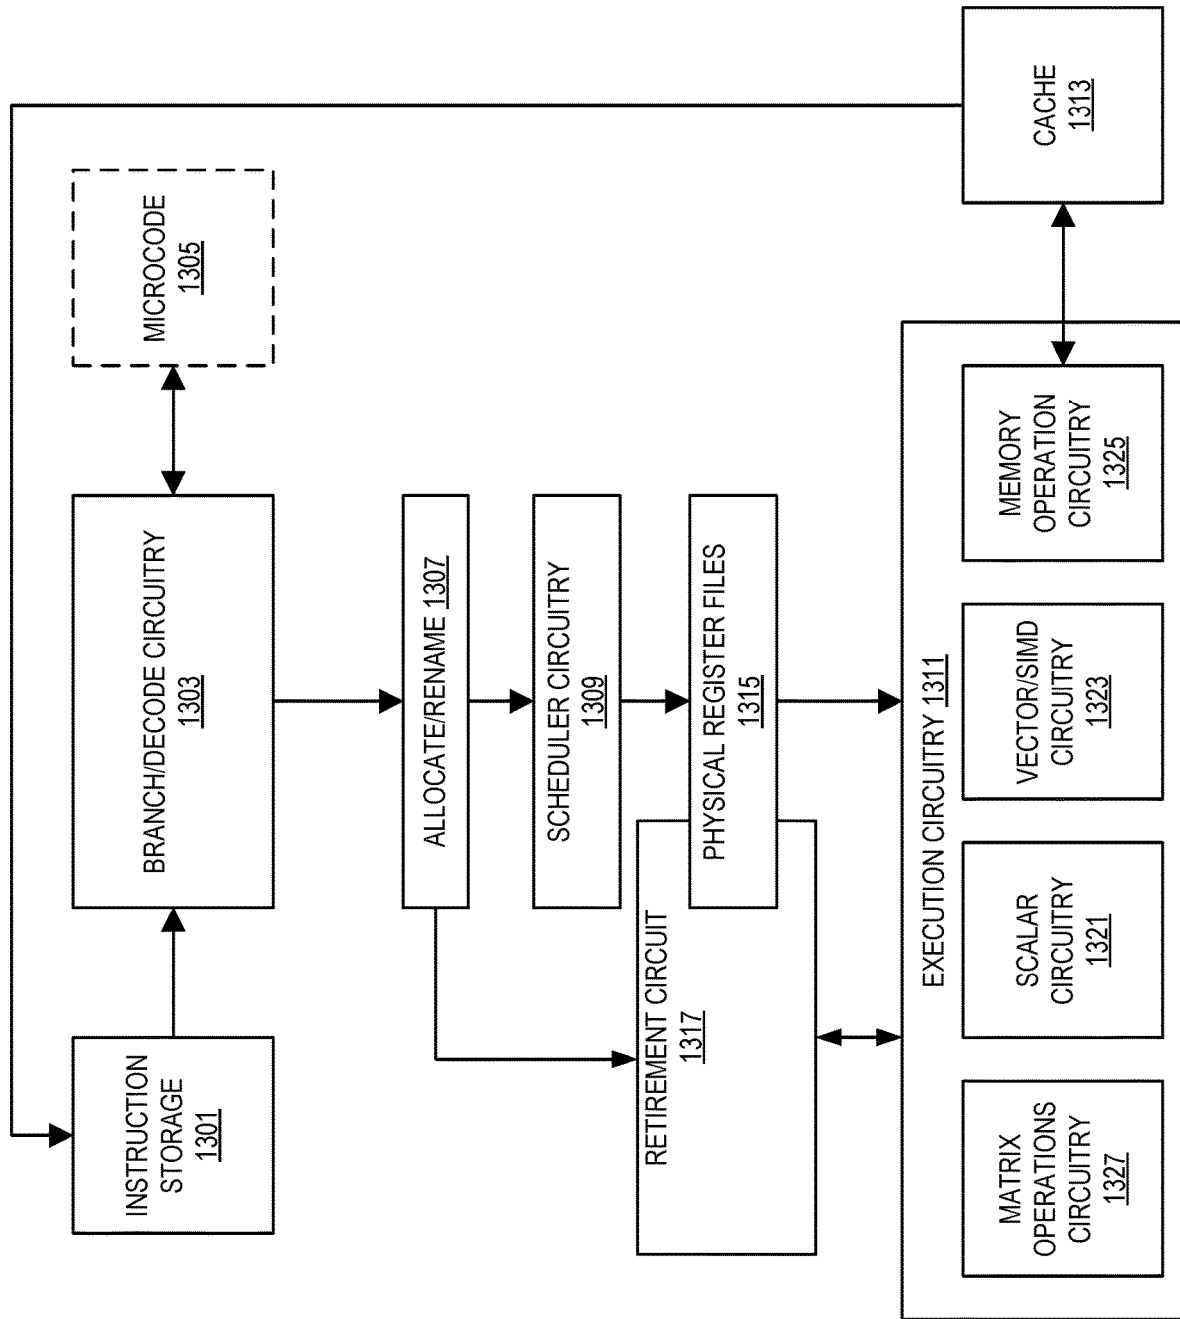 INSTRUCTION
STORAGE
1301
BRANCH/DECODE CIRCUITRY
1303
MICROCODE
1305
ALLOCATE/RENAME 1307
SCHEDULER CIRCUITRY
1309
RETIREMENT CIRCUIT
1317
PHYSICAL REGISTER FILES
1315
EXECUTION CIRCUITRY 1311
MATRIX
OPERATIONS
CIRCUITRY
1327
SCALAR
CIRCUITRY
1321
VECTOR/SIMD
CIRCUITRY
1323
MEMORY
OPERATION
CIRCUITRY
1325
CACHE
1313